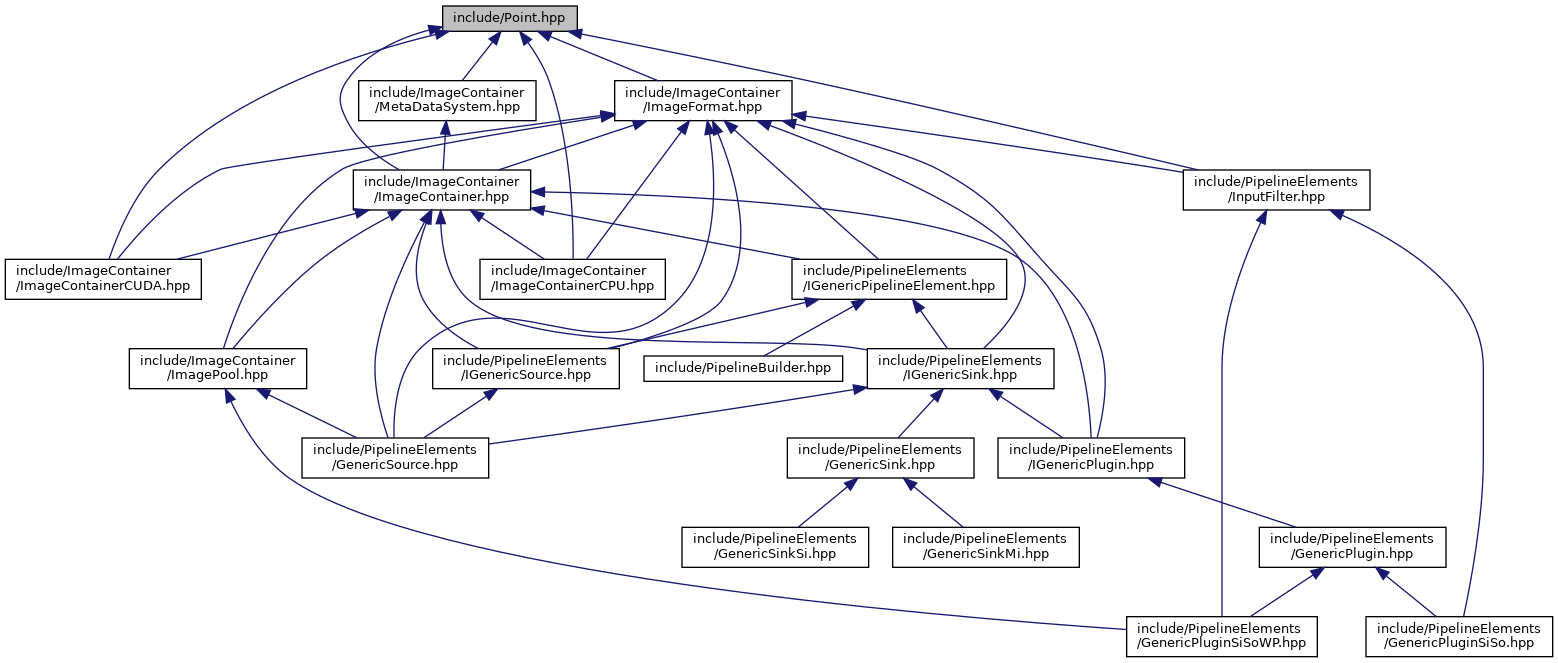 include/Point.hpp
include/ImageContainer
/MetaDataSystem.hpp
include/ImageContainer
/ImageFormat.hpp
include/ImageContainer
/ImageContainer.hpp
include/PipelineElements
/InputFilter.hpp
include/ImageContainer
/ImageContainerCUDA.hpp
include/ImageContainer
/ImageContainerCPU.hpp
include/PipelineElements
/IGenericPipelineElement.hpp
include/ImageContainer
/ImagePool.hpp
include/PipelineElements
/IGenericSource.hpp
include/PipelineBuilder.hpp
include/PipelineElements
/IGenericSink.hpp
include/PipelineElements
/GenericSource.hpp
include/PipelineElements
/GenericSink.hpp
include/PipelineElements
/IGenericPlugin.hpp
include/PipelineElements
/GenericSinkSi.hpp
include/PipelineElements
/GenericSinkMi.hpp
include/PipelineElements
/GenericPlugin.hpp
include/PipelineElements
/GenericPluginSiSoWP.hpp
include/PipelineElements
/GenericPluginSiSo.hpp